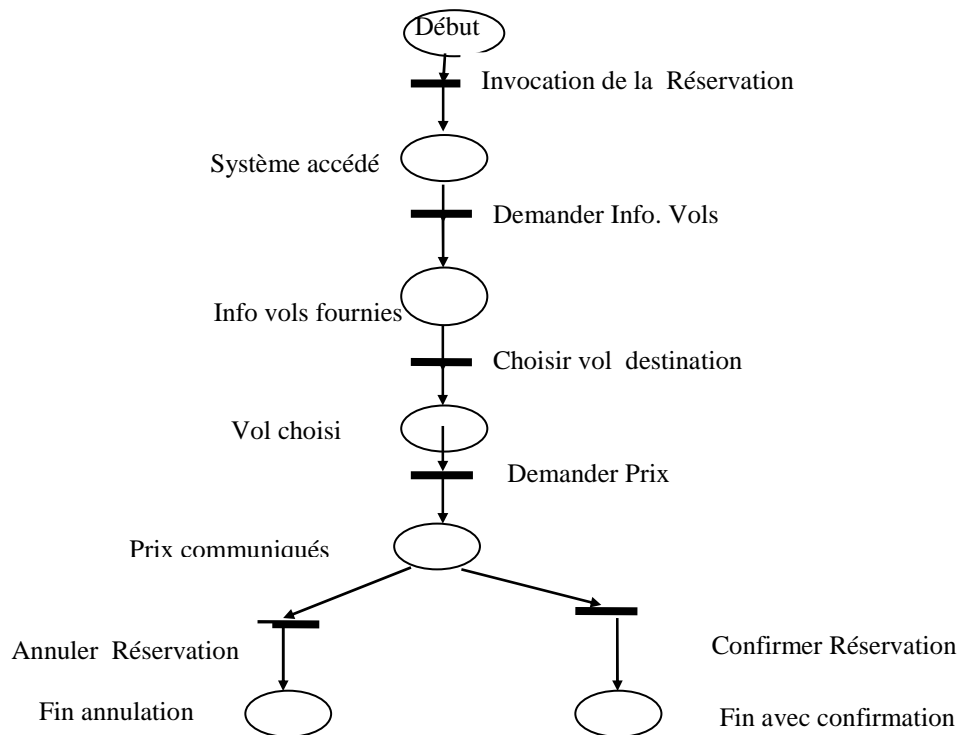 Début
Invocation de la Réservation
Système accédé
Demander Info. Vols
Info vols fournies
Choisir vol destination
Vol choisi
Demander Prix
Prix communiqués
Annuler Réservation
Confirmer Réservation
Fin annulation
Fin avec confirmation